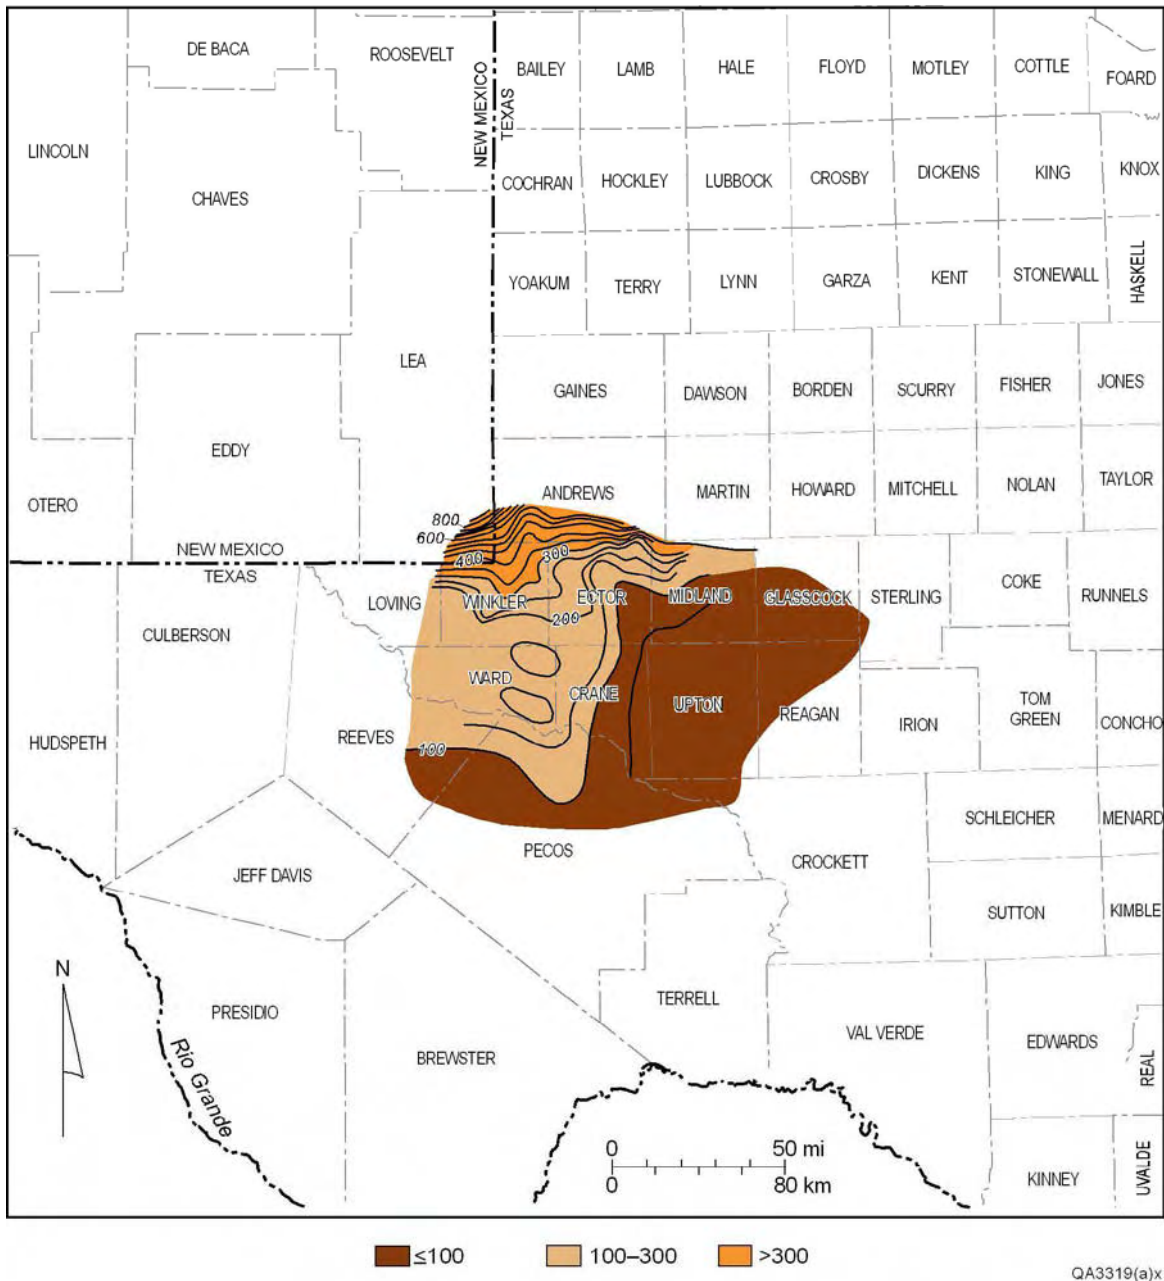 DE BACA
ROOSEVELT
BAILEY
LAMB
HALE
FLOYD
MOTLEY
COTTLE
FOARD
NEW MEXICO
TEXAS
LINCOLN
CHAVES
COCHRAN
HOCKLEY
LUBBOCK
CROSBY
DICKENS
KING
KNOX
YOAKUM
TERRY
LYNN
GARZA
KENT
STONEWALL
HASKELL
LEA
GAINES
DAWSON
BORDEN
SCURRY
FISHER
JONES
EDDY
OTERO
ANDREWS
MARTIN
HOWARD
MITCHELL
NOLAN
TAYLOR
800
600
400
300
NEW MEXICO
TEXAS
CULBERSON
LOVING
WINKLER
ECTOR
MIDLAND
GLASSCOCK
STERLING
COKE
RUNNELS
200
WARD
CRANE
UPTON
REAGAN
IRION
TOM
GREEN
CONCHO
HUDSPETH
REEVES
100
SCHLEICHER
MENARD
JEFF DAVIS
PECOS
CROCKETT
SUTTON
KIMBLE
N
PRESIDIO
TERRELL
VAL VERDE
EDWARDS
REAL
BREWSTER
Rio Grande
0 50 mi
0 80 km
KINNEY
UVALDE
≤100
100–300
>300
QA3319(a)x